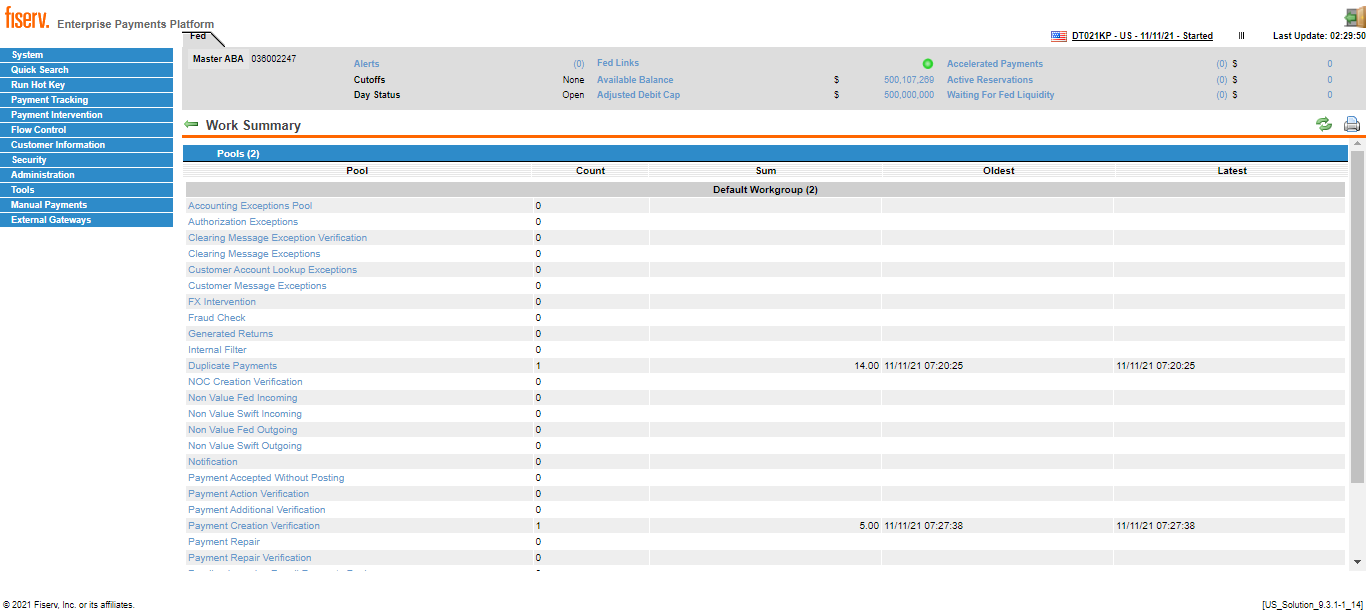 fiserv. Enterprise Payments Platform
Fed
DT021KP - US - 11/11/21 - Started
Last Update: 02:29:50
System
Quick Search
Run Hot Key
Payment Tracking
Payment Intervention
Flow Control
Customer Information
Security
Administration
Tools
Manual Payments
External Gateways
Master ABA 036002247
Alerts (0) Fed Links Accelerated Payments (0) $ 0
Cutoffs None Available Balance $ 500,107,269 Active Reservations (0) $ 0
Day Status Open Adjusted Debit Cap $ 500,000,000 Waiting For Fed Liquidity (0) $ 0
Work Summary
Pools (2)
Pool Count Sum Oldest Latest
Default Workgroup (2)
Accounting Exceptions Pool 0
Authorization Exceptions 0
Clearing Message Exception Verification 0
Clearing Message Exceptions 0
Customer Account Lookup Exceptions 0
Customer Message Exceptions 0
FX Intervention 0
Fraud Check 0
Generated Returns 0
Internal Filter 0
Duplicate Payments 1 14.00 11/11/21 07:20:25 11/11/21 07:20:25
NOC Creation Verification 0
Non Value Fed Incoming 0
Non Value Swift Incoming 0
Non Value Fed Outgoing 0
Non Value Swift Outgoing 0
Notification 0
Payment Accepted Without Posting 0
Payment Action Verification 0
Payment Additional Verification 0
Payment Creation Verification 1 5.00 11/11/21 07:27:38 11/11/21 07:27:38
Payment Repair 0
Payment Repair Verification 0
© 2021 Fiserv, Inc. or its affiliates.
[US_Solution_9.3.1-1_14]